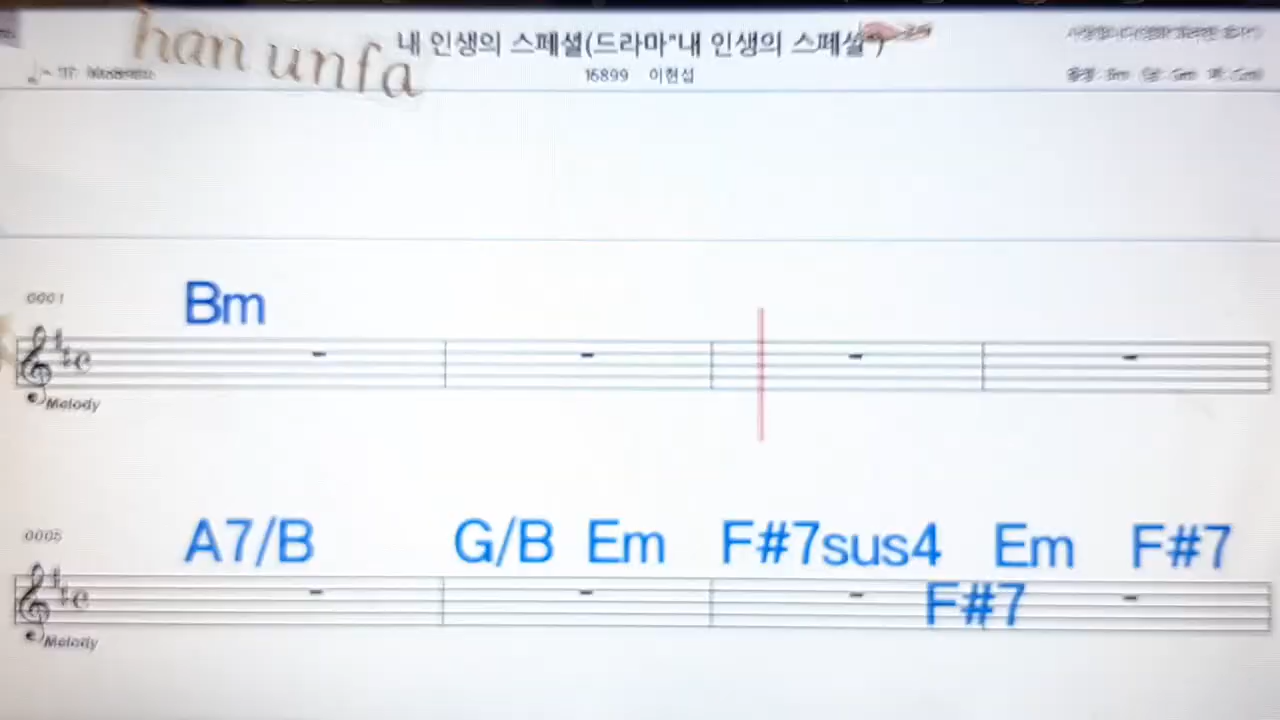 han unfa
내 인생의 스페셜(드라마"내 인생의 스페셜")
16899 이현섭
0001
Bm
Melody
0005
A7/B G/B Em F#7sus4 Em F#7
F#7
Melody